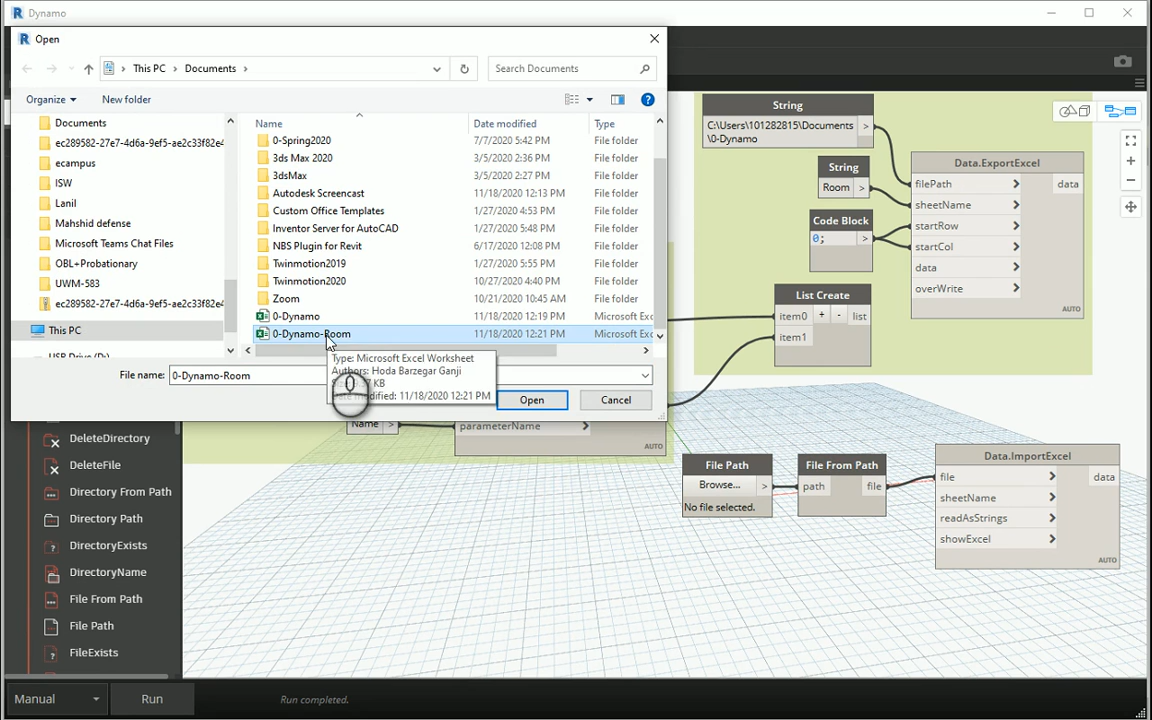 Dynamo
Open
This PC
Documents
Search Documents
Organize
New folder
Name
Date modified
Type
Documents
ec289582-27e7-4d6a-9ef5-ae2c33f82e4
ecampus
ISW
Lanil
Mahshid defense
Microsoft Teams Chat Files
OBL+Probationary
UWM-583
ec289582-27e7-4d6a-9ef5-ae2c33f82e4
This PC
USB Drive (D:)
0-Spring2020 7/7/2020 5:42 PM File folder
3ds Max 2020 3/5/2020 2:36 PM File folder
3dsMax 3/5/2020 2:27 PM File folder
Autodesk Screencast 11/18/2020 12:13 PM File folder
Custom Office Templates 1/27/2020 4:53 PM File folder
Inventor Server for AutoCAD 1/27/2020 5:48 PM File folder
NBS Plugin for Revit 6/17/2020 12:08 PM File folder
Twinmotion2019 1/27/2020 5:55 PM File folder
Twinmotion2020 10/27/2020 4:40 PM File folder
Zoom 10/21/2020 10:45 AM File folder
0-Dynamo 11/18/2020 12:19 PM Microsoft Exc
0-Dynamo-Room 11/18/2020 12:21 PM Microsoft Exc
Type: Microsoft Excel Worksheet
Authors: Hoda Barzegar Ganji
KB
Date modified: 11/18/2020 12:21 PM
File name:
0-Dynamo-Room
Open
Cancel
String
C:\Users\101282815\Documents
\0-Dynamo
>
String
Room >
Code Block
0; >
Data.ExportExcel
filePath > data
sheetName >
startRow >
startCol >
data >
overWrite >
AUTO
List Create
item0 + - list
item1
Name >
parameterName >
AUTO
File Path
Browse... >
No file selected.
File From Path
path file
Data.ImportExcel
file > data
sheetName >
readAsStrings >
showExcel >
AUTO
DeleteDirectory
DeleteFile
Directory From Path
Directory Path
DirectoryExists
DirectoryName
File From Path
File Path
FileExists
Manual
Run
Run completed.